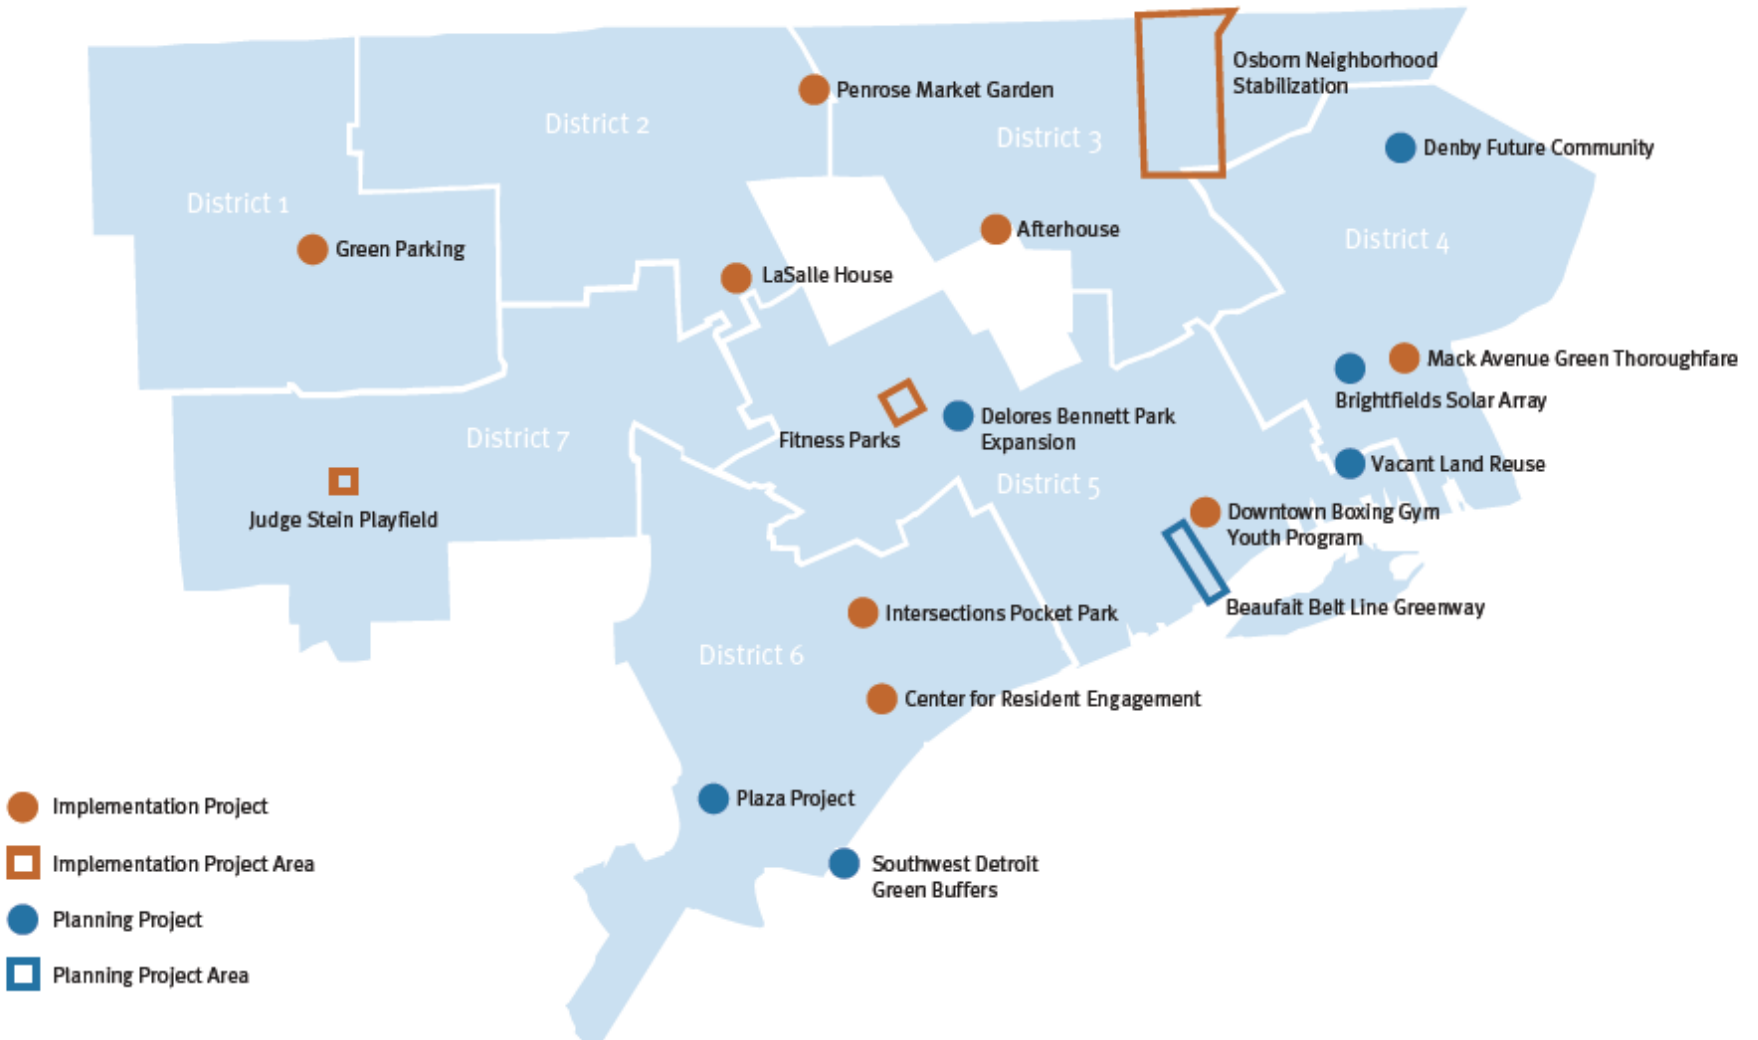 Osborn Neighborhood
Stabilization
Penrose Market Garden
District 2
District 3
Denby Future Community
District 1
Afterhouse
District 4
Green Parking
LaSalle House
Mack Avenue Green Thoroughfare
Brightfields Solar Array
Delores Bennett Park
Expansion
Fitness Parks
District 7
Vacant Land Reuse
District 5
Judge Stein Playfield
Downtown Boxing Gym
Youth Program
Beaufait Belt Line Greenway
Intersections Pocket Park
District 6
Center for Resident Engagement
Plaza Project
Southwest Detroit
Green Buffers
Implementation Project
Implementation Project Area
Planning Project
Planning Project Area